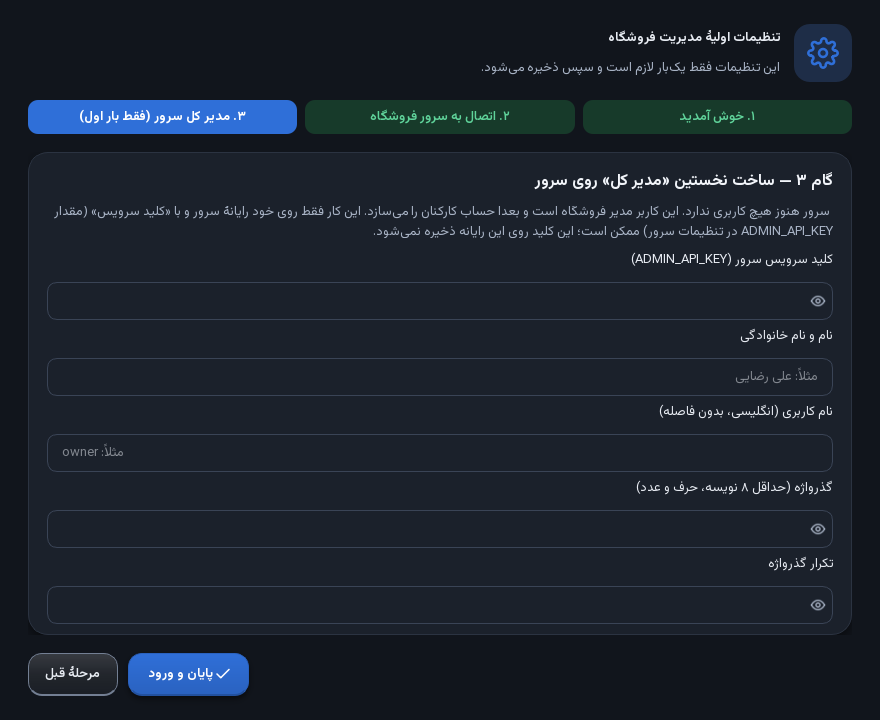 تنظیمات اولیهٔ مدیریت فروشگاه
این تنظیمات فقط یک‌بار لازم است و سپس ذخیره می‌شود.
۱. خوش آمدید
۲. اتصال به سرور فروشگاه
۳. مدیر کل سرور (فقط بار اول)
گام ۳ — ساخت نخستین «مدیر کل» روی سرور
سرور هنوز هیچ کاربری ندارد. این کاربر مدیر فروشگاه است و بعدا حساب کارکنان را می‌سازد. این کار فقط روی خود رایانهٔ سرور و با «کلید سرویس» (مقدار
ADMIN_API_KEY در تنظیمات سرور) ممکن است؛ این کلید روی این رایانه ذخیره نمی‌شود.
کلید سرویس سرور (ADMIN_API_KEY)
نام و نام خانوادگی
مثلاً: علی رضایی
نام کاربری (انگلیسی، بدون فاصله)
مثلاً: owner
گذرواژه (حداقل ۸ نویسه، حرف و عدد)
تکرار گذرواژه
پایان و ورود
مرحلهٔ قبل